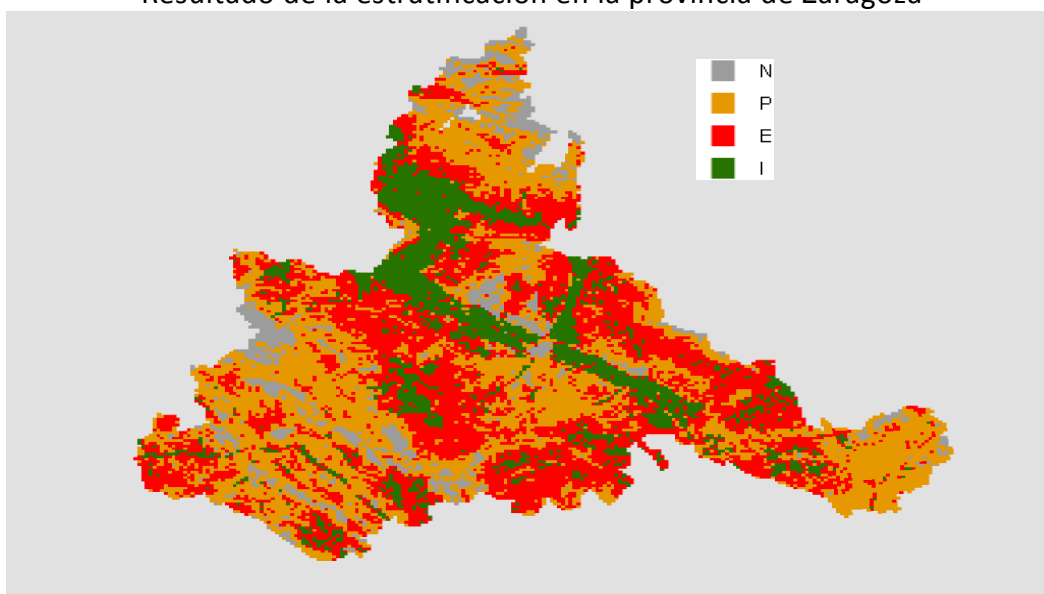 Resultado de la estratificación en la provincia de Zaragoza
N
P
E
I